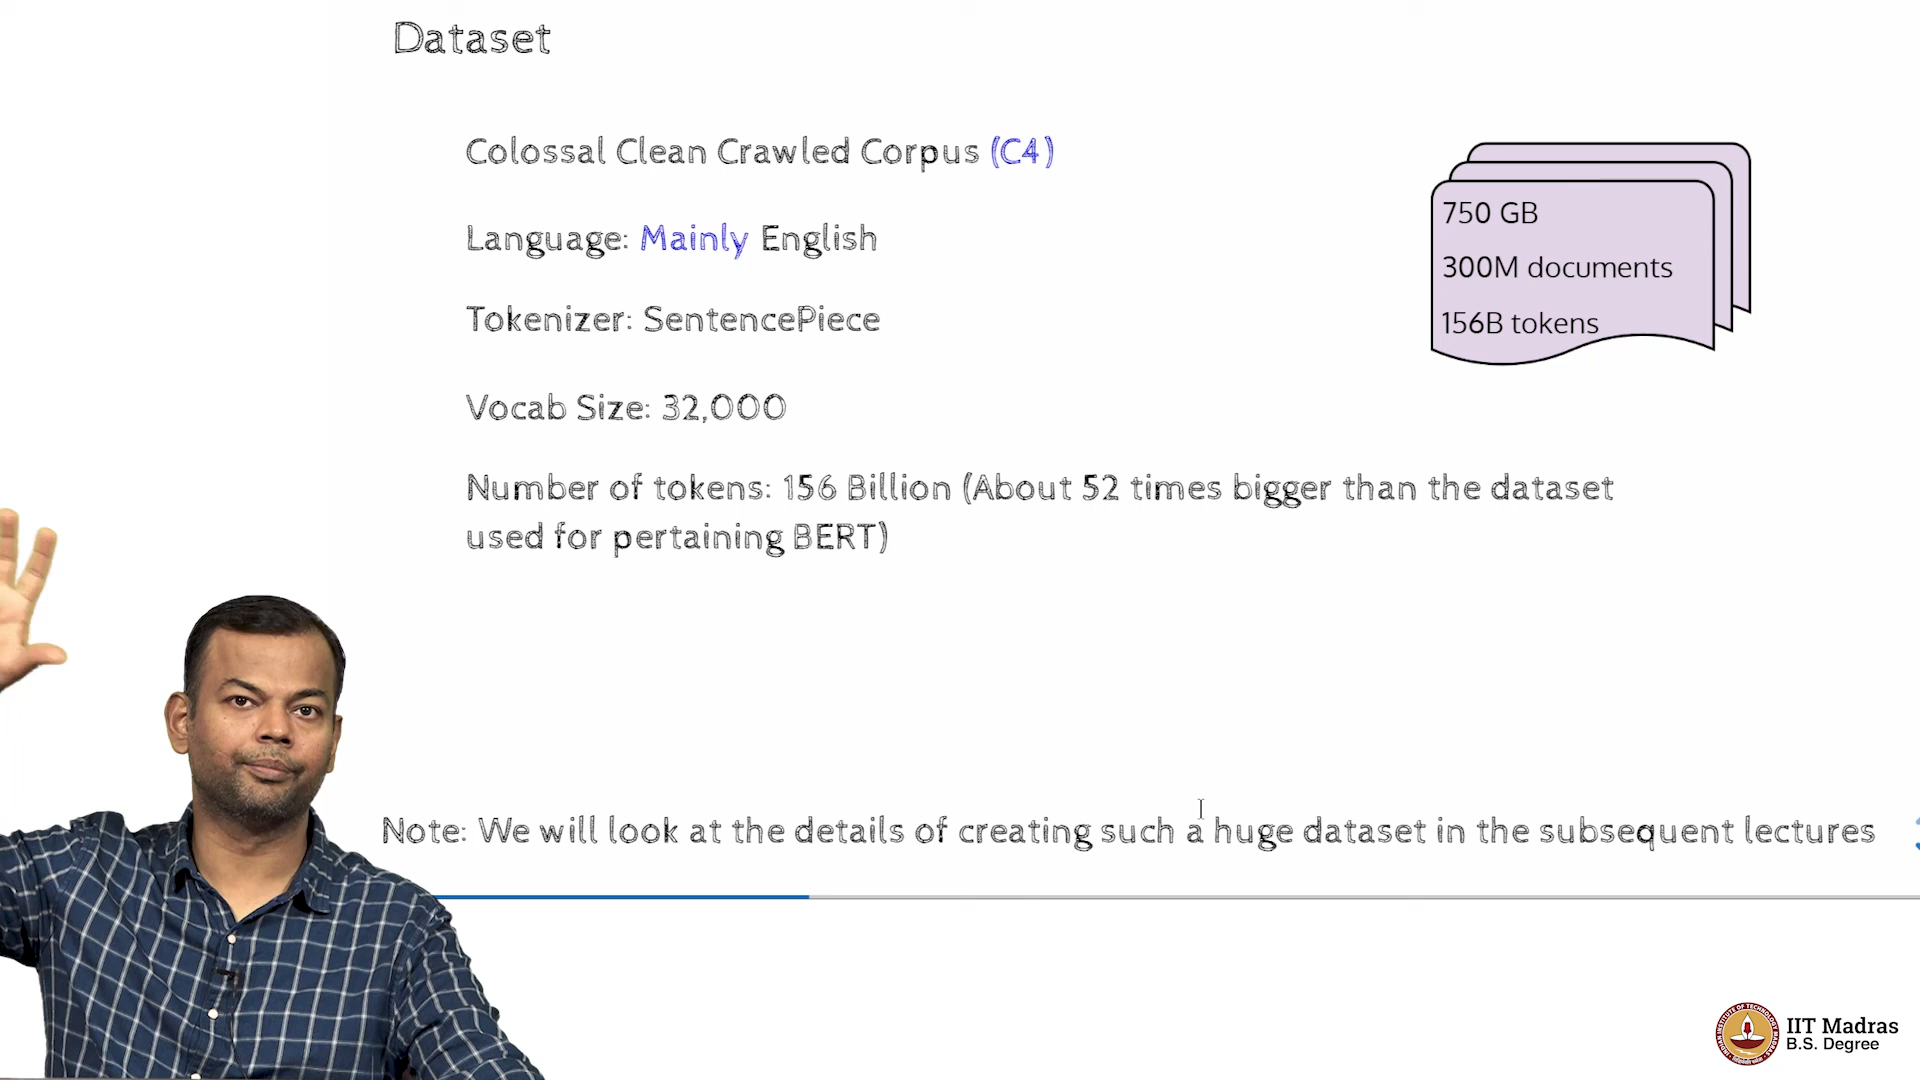 Dataset
Colossal Clean Crawled Corpus (C4)
Language: Mainly English
Tokenizer: SentencePiece
Vocab Size: 32,000
Number of tokens: 156 Billion (About 52 times bigger than the dataset
used for pertaining BERT)
750 GB
300M documents
156B tokens
Note: We will look at the details of creating such a huge dataset in the subsequent lectures
IIT Madras
B.S. Degree